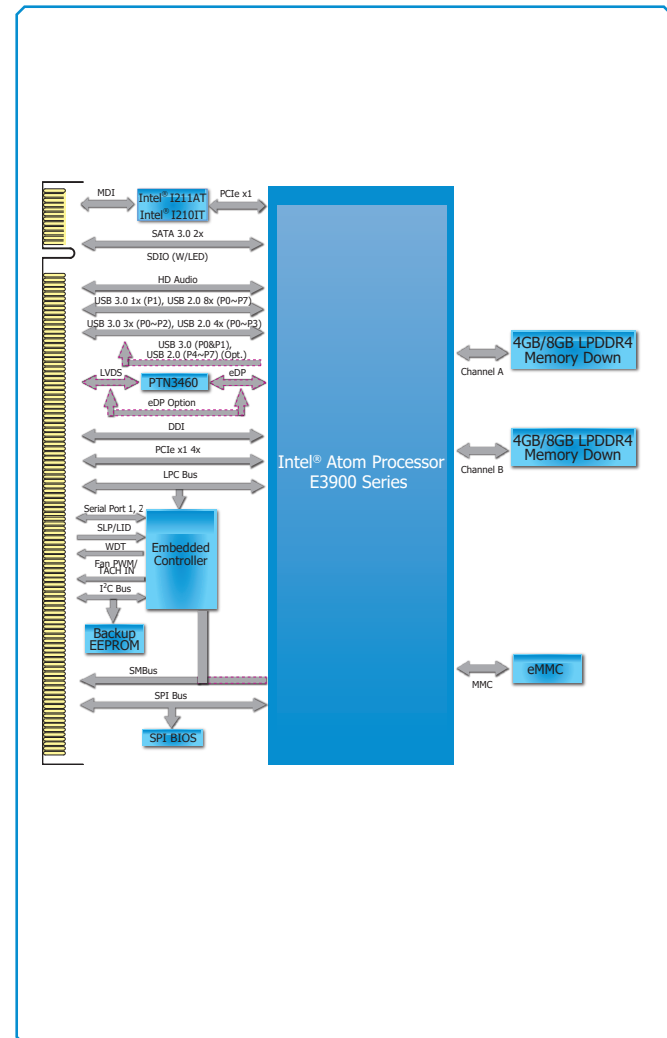 MDI
Intel® I211AT
Intel® I210IT
PCIe x1
SATA 3.0 2x
SDIO (W/LED)
HD Audio
USB 3.0 1x (P1), USB 2.0 8x (P0~P7)
USB 3.0 3x (P0~P2), USB 2.0 4x (P0~P3)
USB 3.0 (P0&P1),
USB 2.0 (P4~P7) (Opt.)
LVDS
PTN3460
eDP
eDP Option
DDI
PCIe x1 4x
LPC Bus
Serial Port 1, 2
SLP/LID
WDT
Fan PWM/
TACH IN
I²C Bus
Embedded
Controller
Backup
EEPROM
SMBus
SPI Bus
SPI BIOS
Intel® Atom Processor
E3900 Series
Channel A
4GB/8GB LPDDR4
Memory Down
Channel B
4GB/8GB LPDDR4
Memory Down
MMC
eMMC